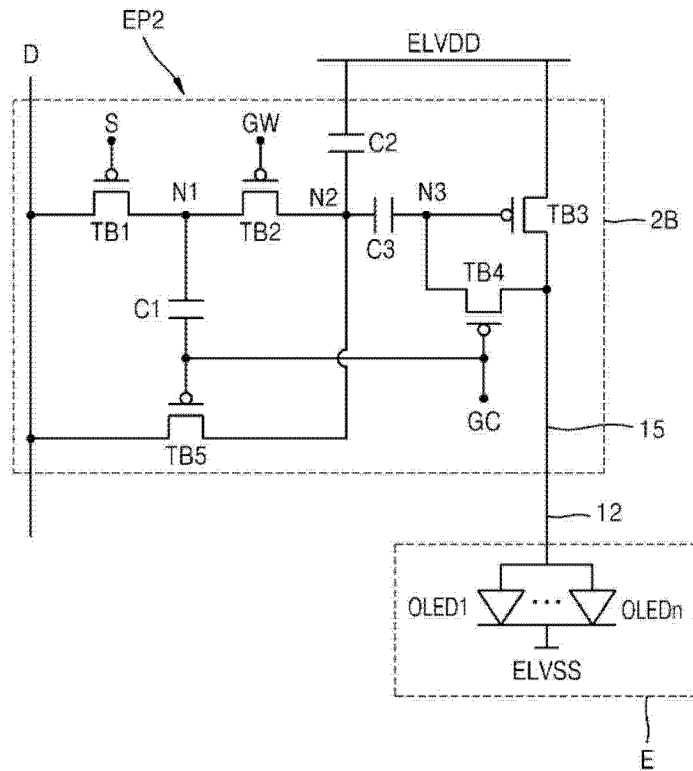 EP2
D
ELVDD
S
GW
C2
N1
N2
N3
TB1
TB2
C3
TB3
2B
TB4
C1
GC
TB5
15
12
OLED1
OLEDn
ELVSS
E